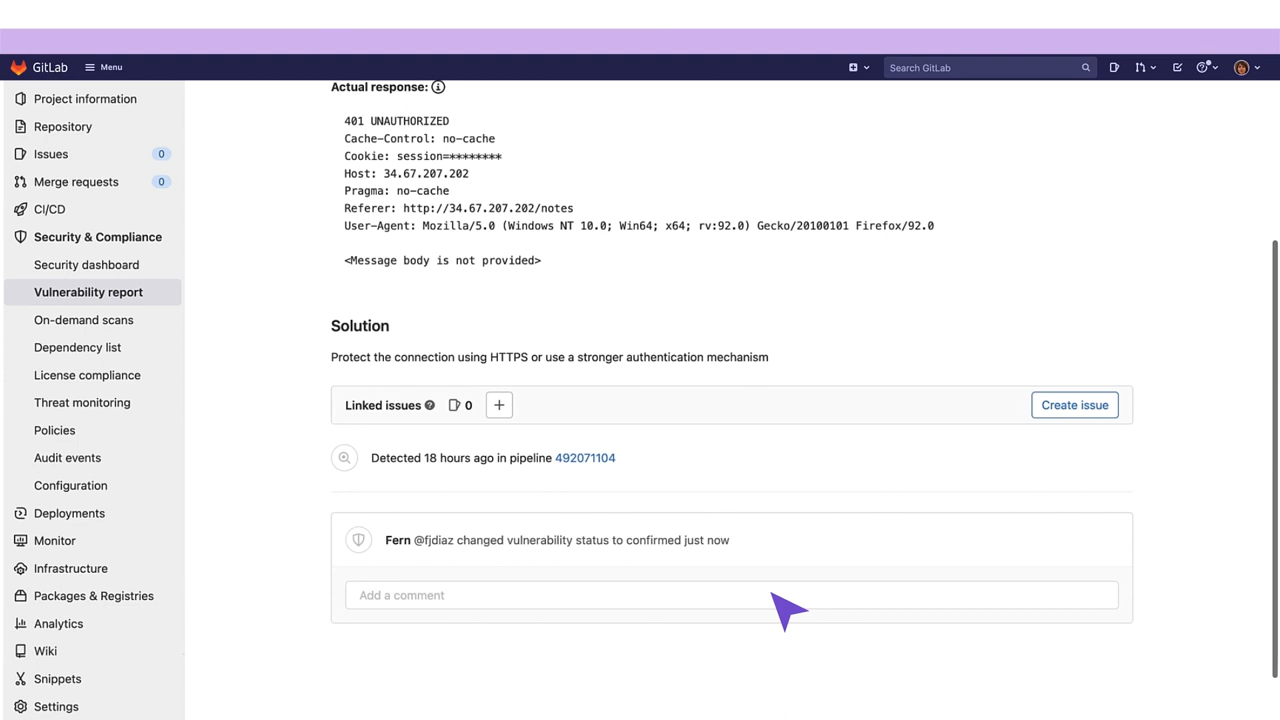 GitLab
Menu
Search GitLab
Project information
Repository
Issues 0
Merge requests 0
CI/CD
Security & Compliance
Security dashboard
Vulnerability report
On-demand scans
Dependency list
License compliance
Threat monitoring
Policies
Audit events
Configuration
Deployments
Monitor
Infrastructure
Packages & Registries
Analytics
Wiki
Snippets
Settings
Actual response:
401 UNAUTHORIZED
Cache-Control: no-cache
Cookie: session=********
Host: 34.67.207.202
Pragma: no-cache
Referer: http://34.67.207.202/notes
User-Agent: Mozilla/5.0 (Windows NT 10.0; Win64; x64; rv:92.0) Gecko/20100101 Firefox/92.0
<Message body is not provided>
Solution
Protect the connection using HTTPS or use a stronger authentication mechanism
Linked issues 0 +
Create issue
Detected 18 hours ago in pipeline 492071104
Fern @fjdiaz changed vulnerability status to confirmed just now
Add a comment